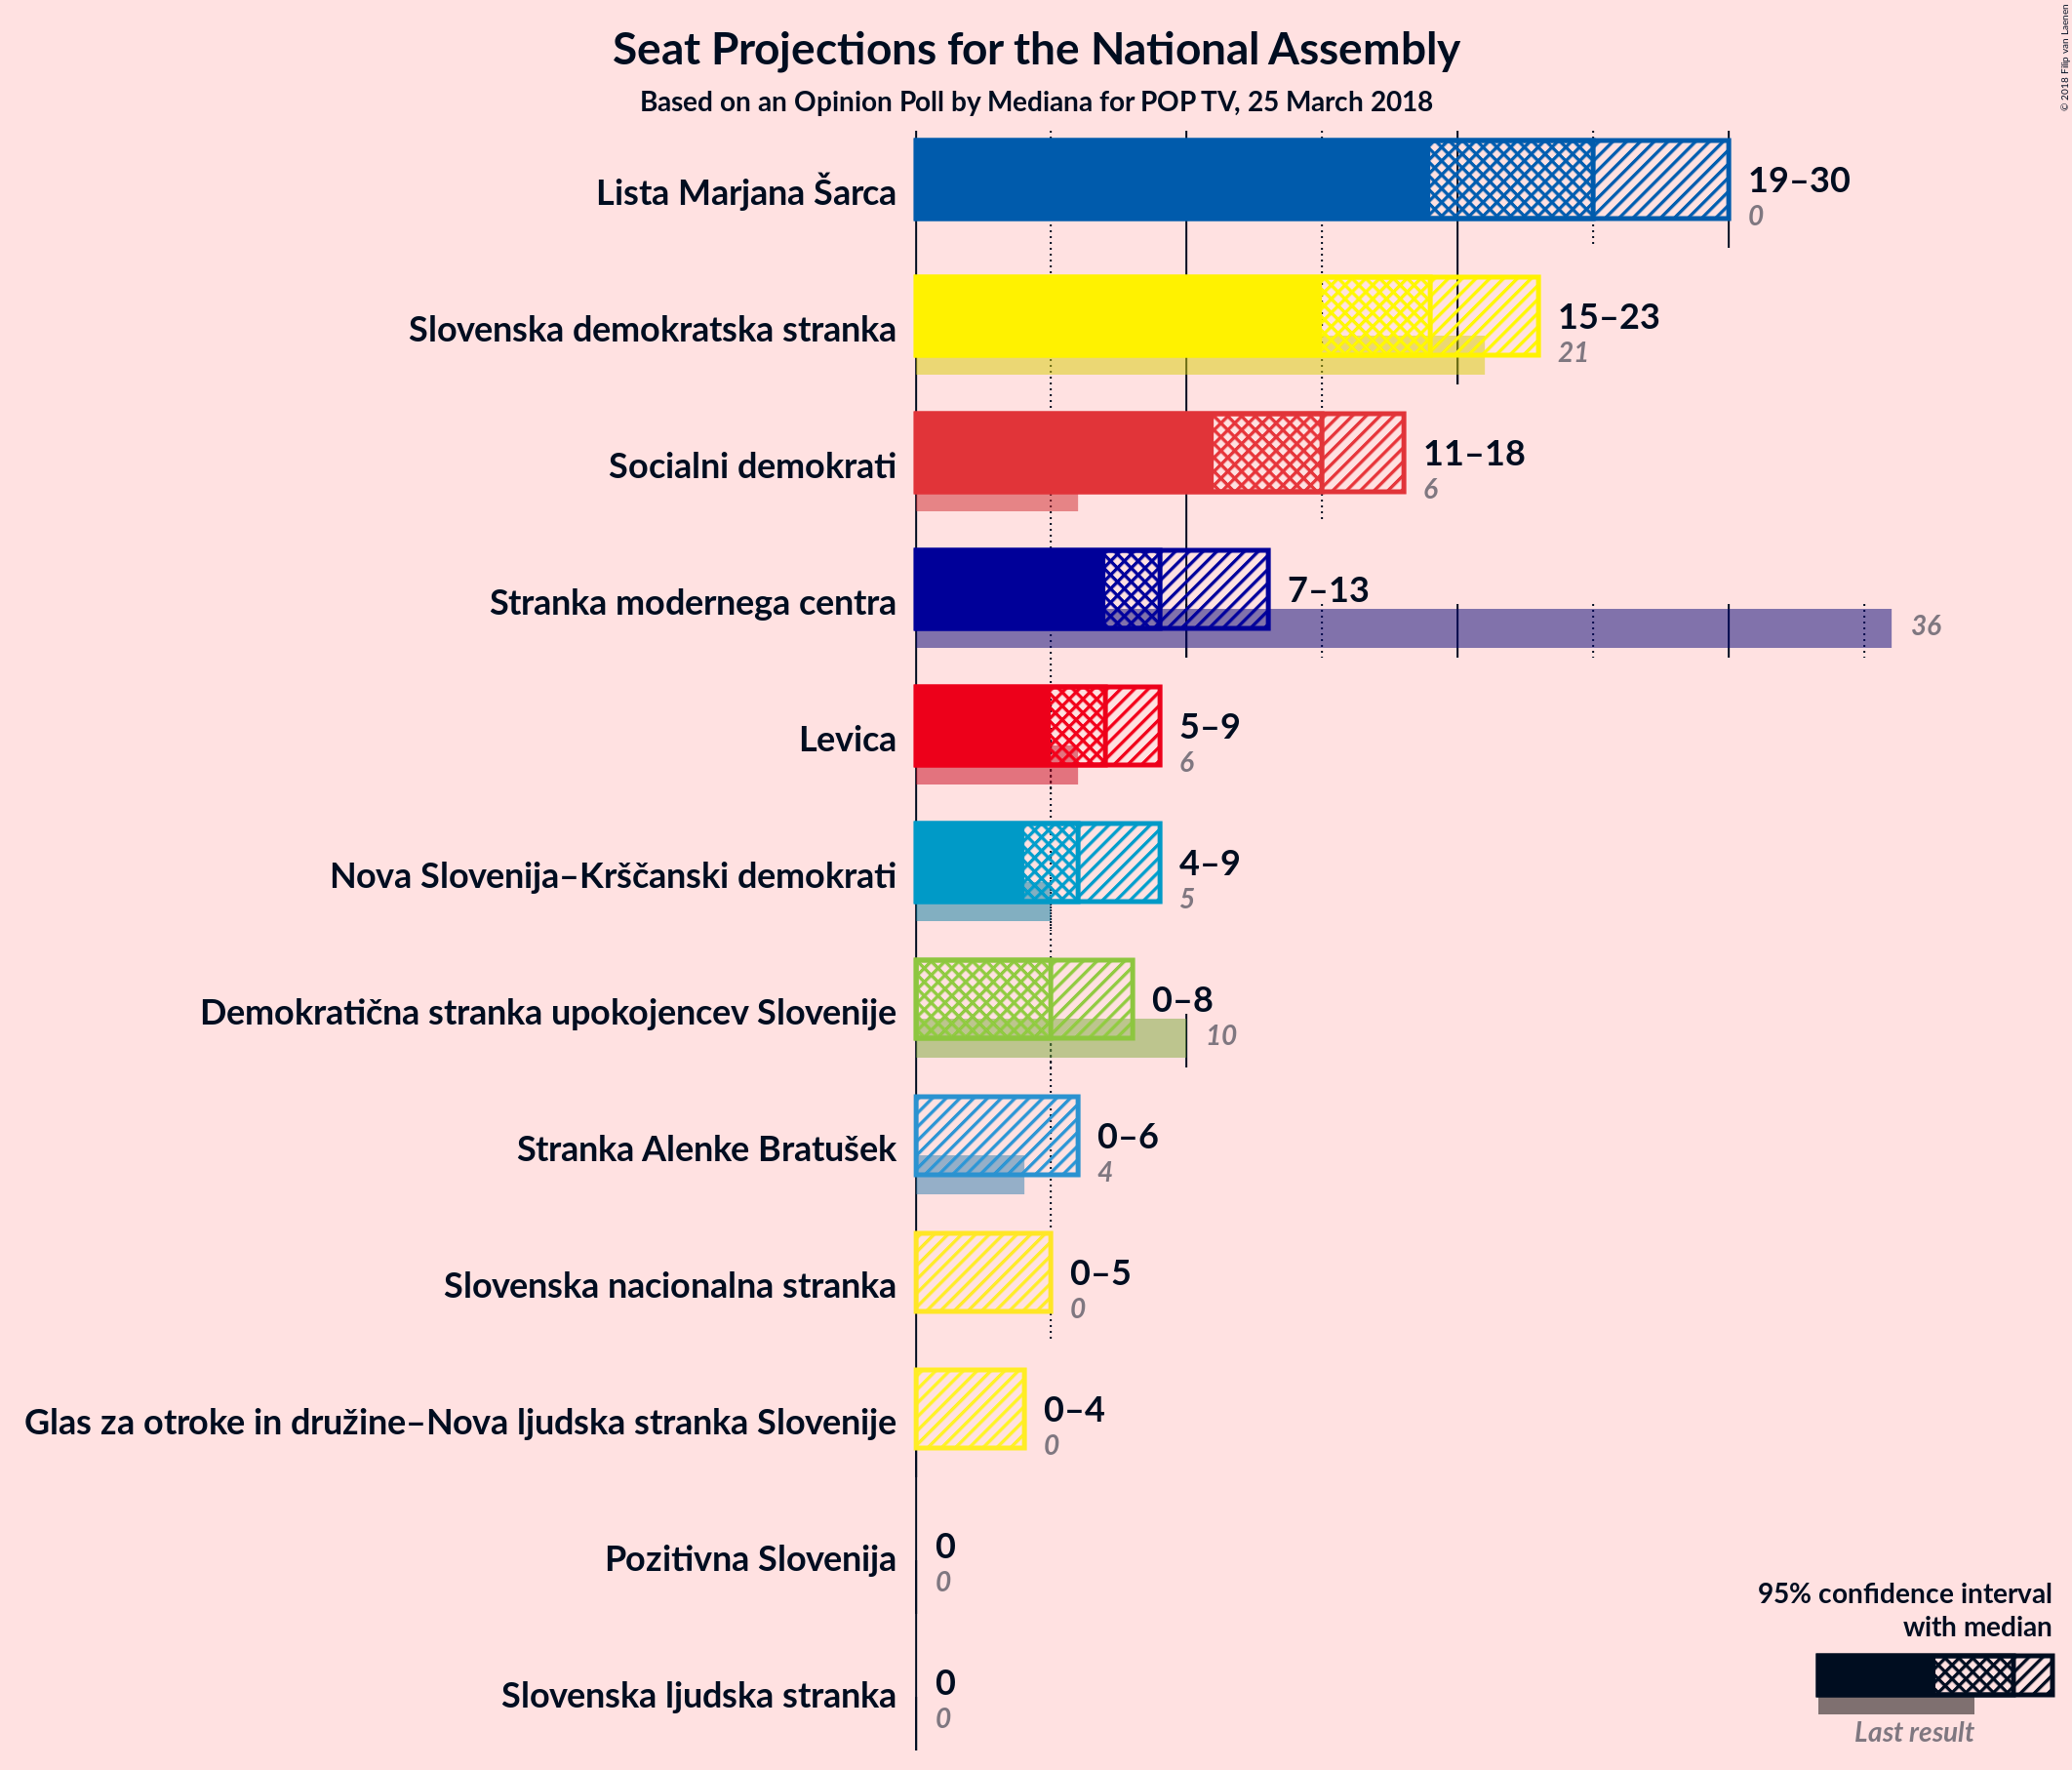 Seat Projections for the National Assembly
Based on an Opinion Poll by Mediana for POP TV, 25 March 2018
© 2018 Filip van Laenen
Lista Marjana Šarca
19–30
0
Slovenska demokratska stranka
15–23
21
Socialni demokrati
11–18
6
Stranka modernega centra
7–13
36
Levica
5–9
6
Nova Slovenija–Krščanski demokrati
4–9
5
Demokratična stranka upokojencev Slovenije
0–8
10
Stranka Alenke Bratušek
0–6
4
Slovenska nacionalna stranka
0–5
0
Glas za otroke in družine–Nova ljudska stranka Slovenije
0–4
0
Pozitivna Slovenija
0
0
Slovenska ljudska stranka
0
0
95% confidence interval
with median
Last result